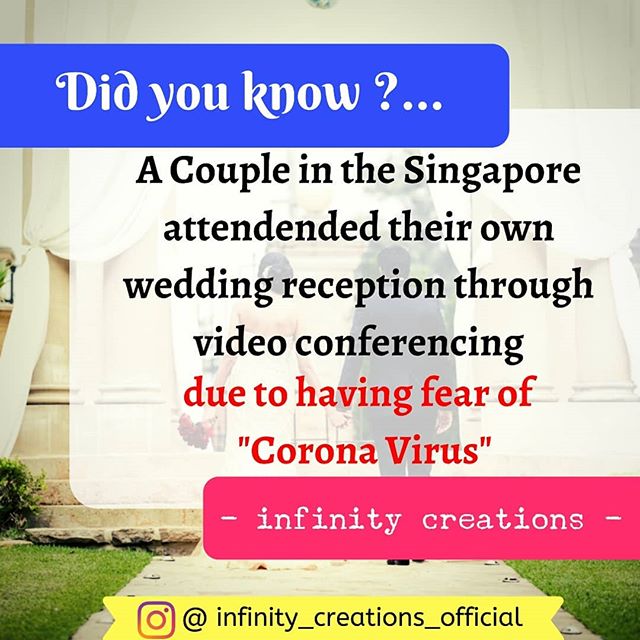 Did you know ?...
A Couple in the Singapore
attendended their own
wedding reception through
video conferencing
due to having fear of
"Corona Virus"
- infinity creations -
@ infinity_creations_official